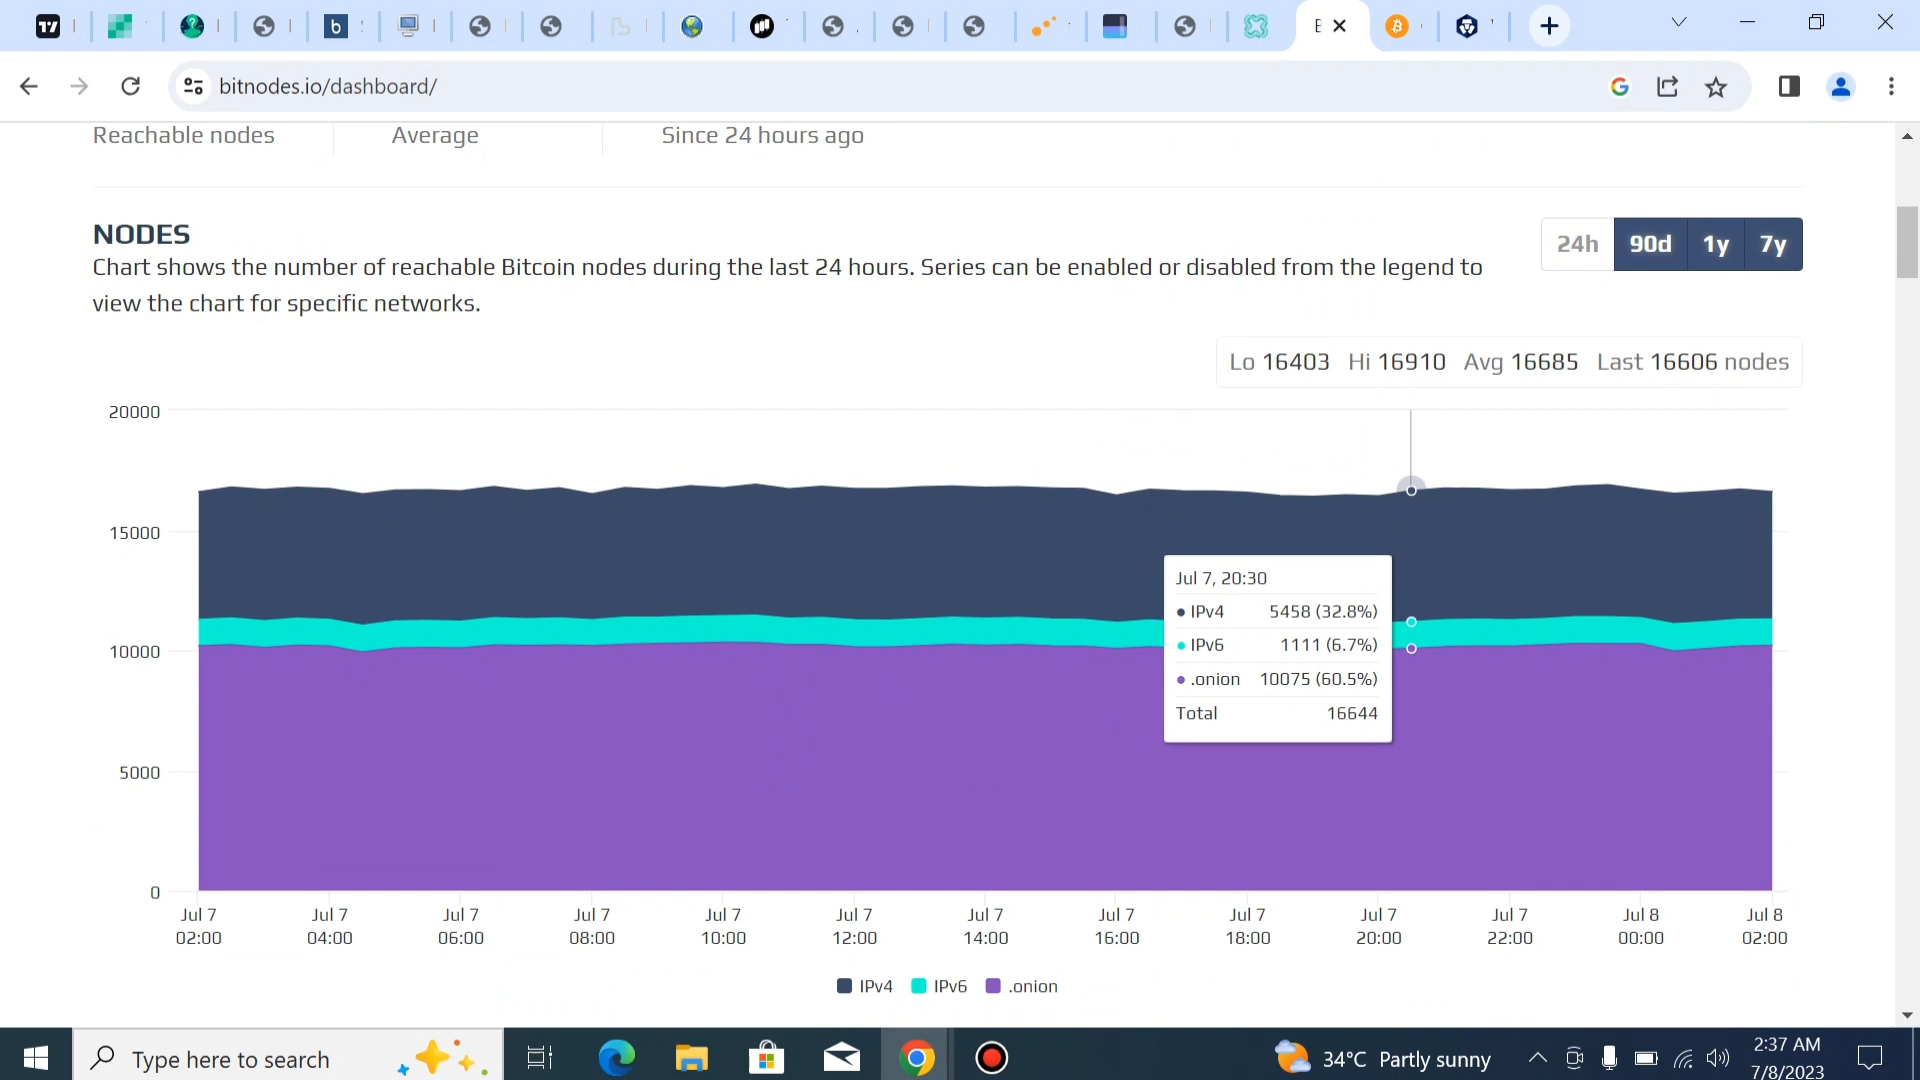 bitnodes.io/dashboard/
Reachable nodes
Average
Since 24 hours ago
NODES
24h 90d 1y 7y
Chart shows the number of reachable Bitcoin nodes during the last 24 hours. Series can be enabled or disabled from the legend to
view the chart for specific networks.
Lo 16403 Hi 16910 Avg 16685 Last 16606 nodes
20000
15000
10000
5000
0
Jul 7, 20:30
IPv4 5458 (32.8%)
IPv6 1111 (6.7%)
.onion 10075 (60.5%)
Total 16644
Jul 7 Jul 7 Jul 7 Jul 7 Jul 7 Jul 7 Jul 7 Jul 7 Jul 7 Jul 7 Jul 7 Jul 8 Jul 8
02:00 04:00 06:00 08:00 10:00 12:00 14:00 16:00 18:00 20:00 22:00 00:00 02:00
IPv4 IPv6 .onion
Type here to search
34°C Partly sunny
2:37 AM
7/8/2023